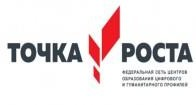 ТОЧКА РОСТА
ФЕДЕРАЛЬНАЯ СЕТЬ ЦЕНТРОВ
ОБРАЗОВАНИЯ ЦИФРОВОГО
И ГУМАНИТАРНОГО ПРОФИЛЕЙ